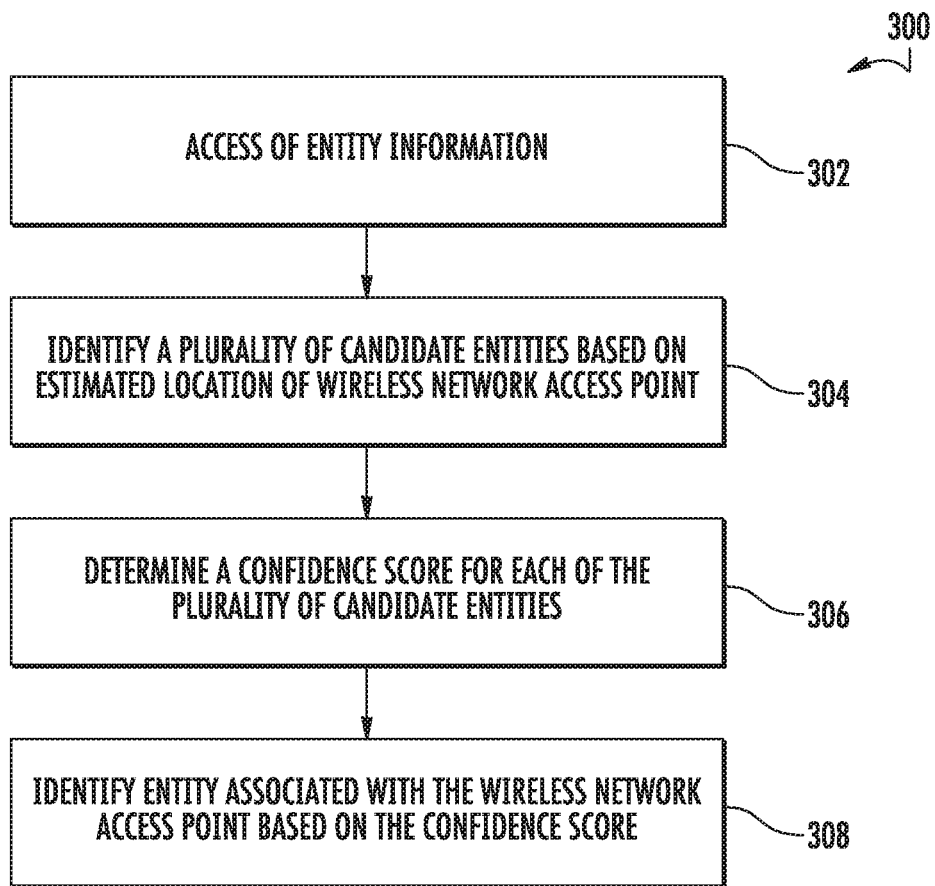 300
ACCESS OF ENTITY INFORMATION
302
IDENTIFY A PLURALITY OF CANDIDATE ENTITIES BASED ON
ESTIMATED LOCATION OF WIRELESS NETWORK ACCESS POINT
304
DETERMINE A CONFIDENCE SCORE FOR EACH OF THE
PLURALITY OF CANDIDATE ENTITIES
306
IDENTIFY ENTITY ASSOCIATED WITH THE WIRELESS NETWORK
ACCESS POINT BASED ON THE CONFIDENCE SCORE
308